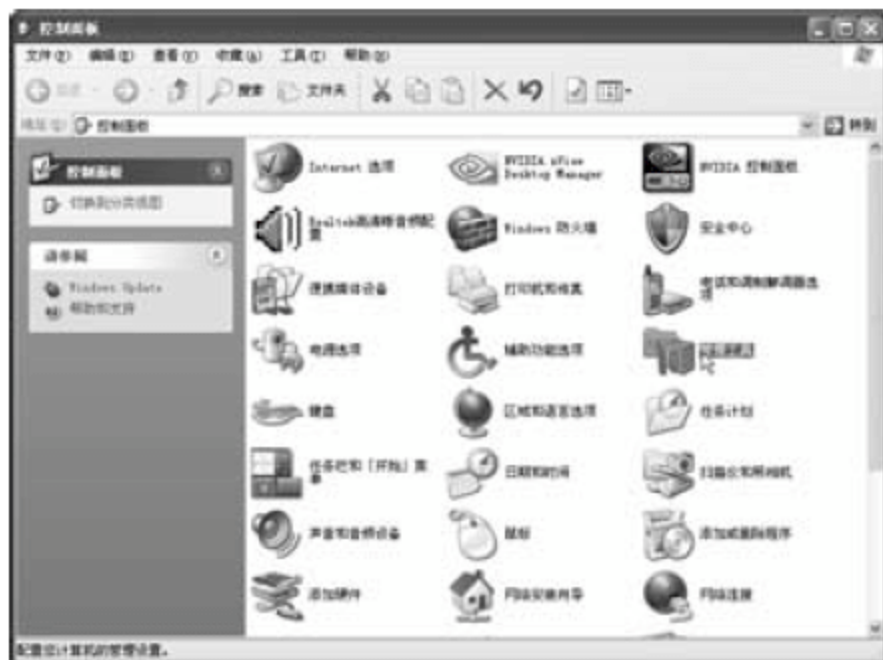 控制面板
文件(F) 编辑(E) 查看(V) 收藏(A) 工具(T) 帮助(H)
搜索 文件夹
地址(D) 控制面板 转到
控制面板
切换到分类视图
请参阅
Windows Update
帮助和支持
Internet 选项
NVIDIA nView
Desktop Manager
NVIDIA 控制面板
Realtek高清晰音频配
置
Windows 防火墙
安全中心
便携媒体设备
打印机和传真
电话和调制解调器选
项
电源选项
辅助功能选项
键盘
区域和语言选项
任务计划
任务栏和「开始」菜
单
日期和时间
扫描仪和照相机
声音和音频设备
鼠标
添加或删除程序
添加硬件
网络安装向导
网络连接
配置您计算机的管理设置。